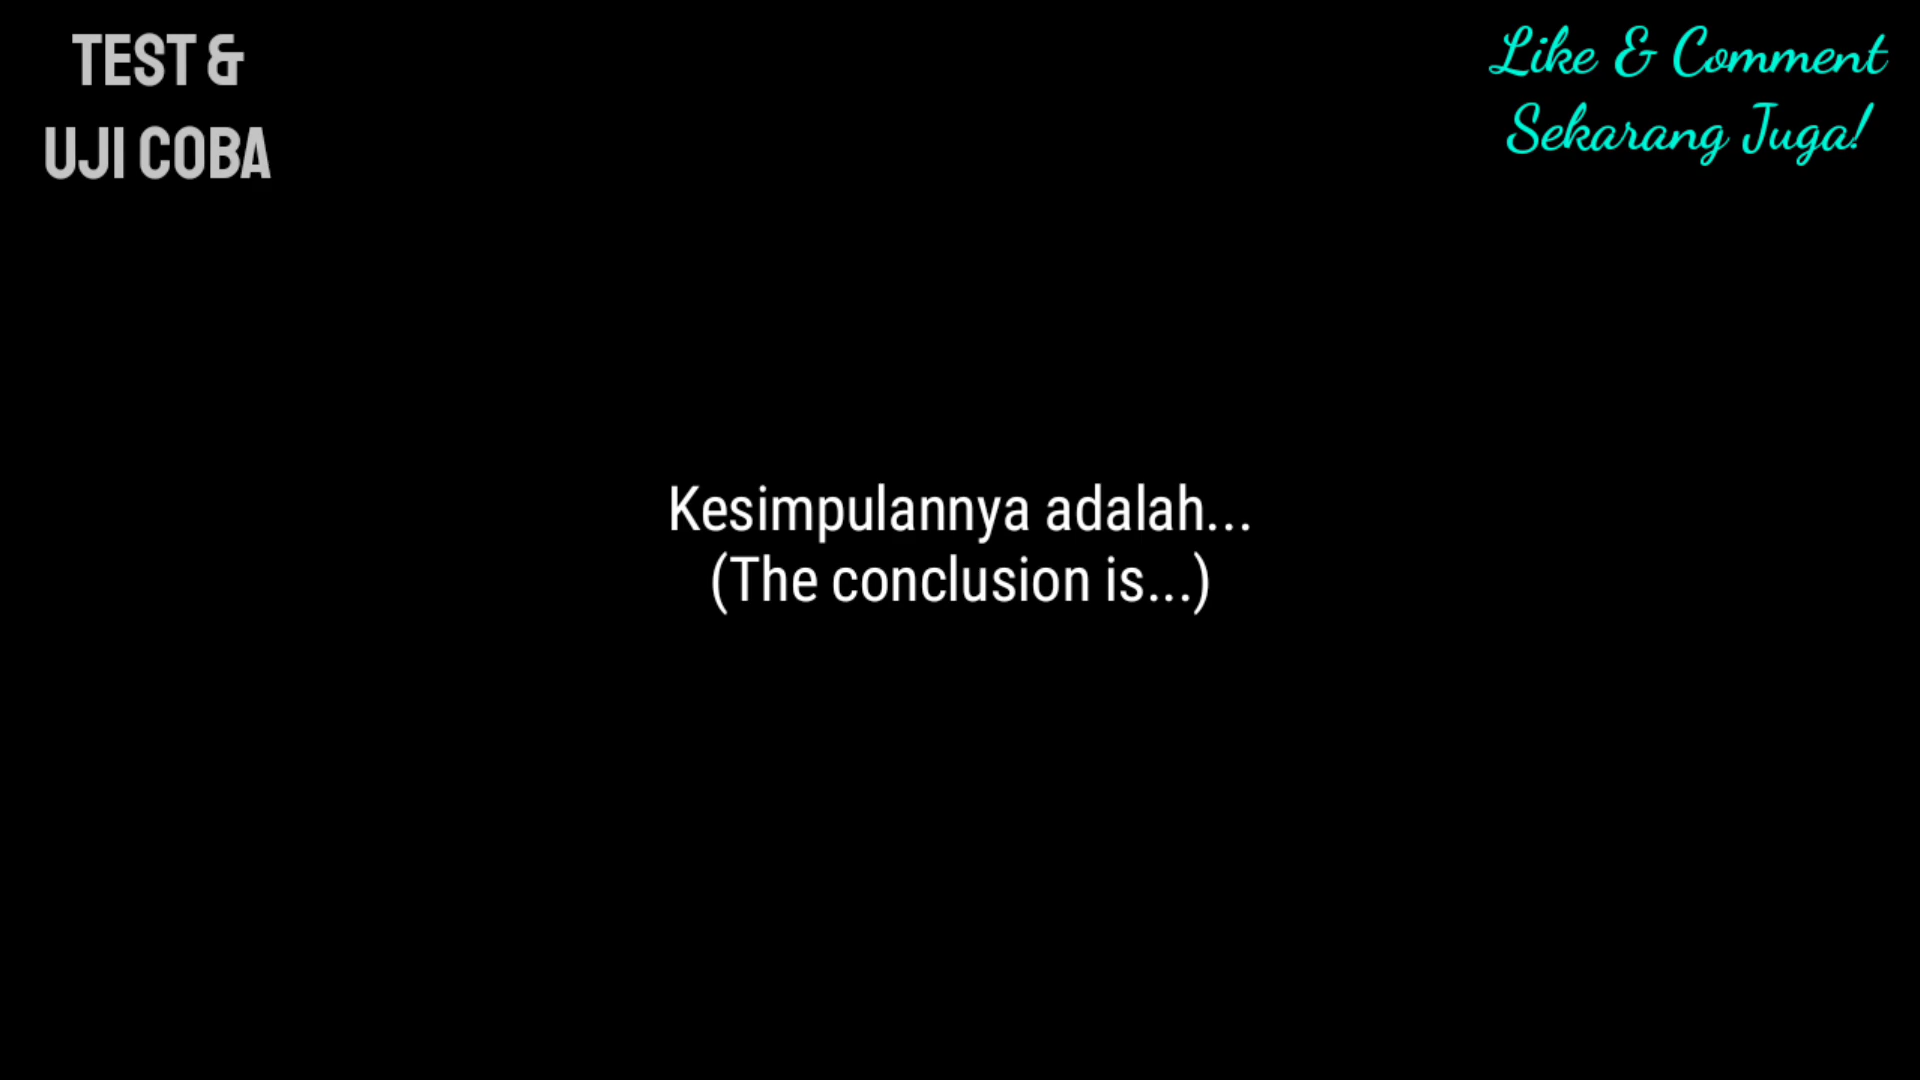 TEST &
UJI COBA
Like & Comment
Sekarang Juga!
Kesimpulannya adalah...
(The conclusion is...)